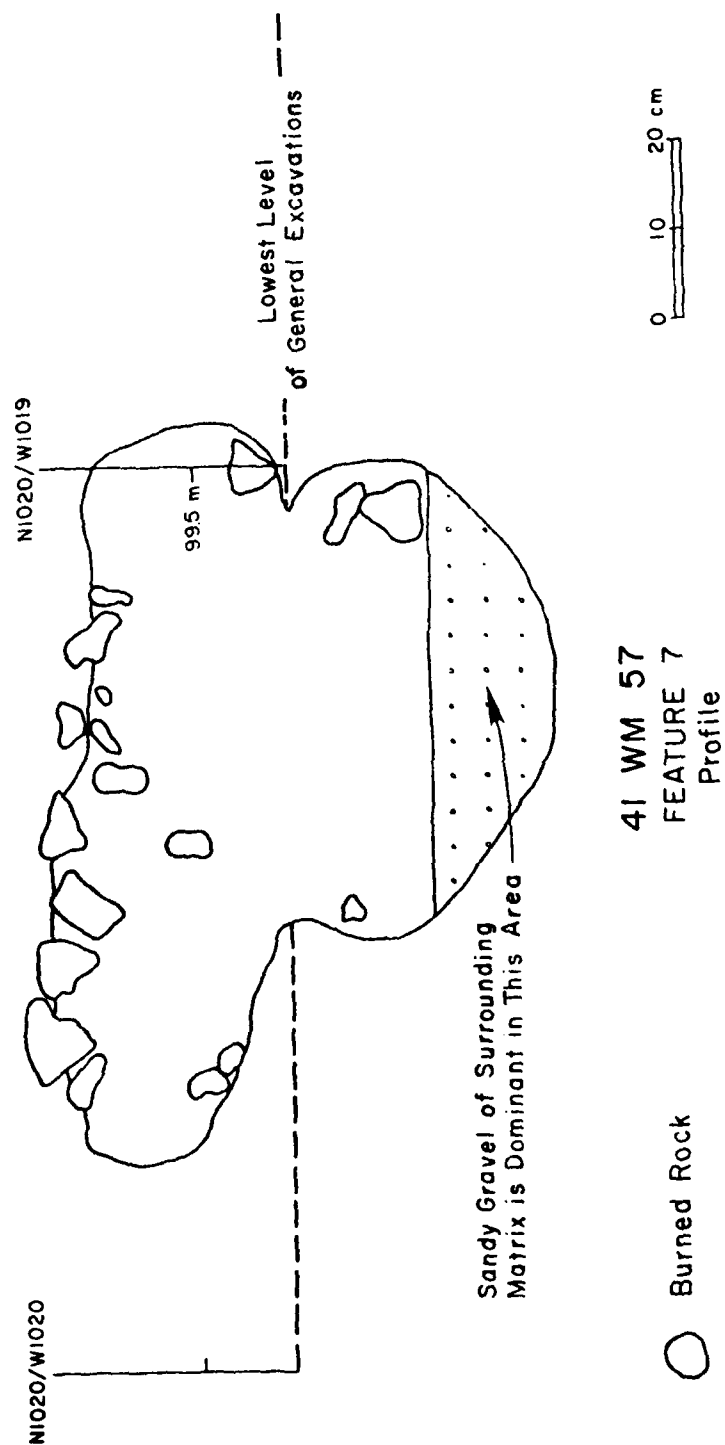 N1020/W1020
N1020/W1019
99.5 m
Lowest Level
of General Excavations
Sandy Gravel of Surrounding
Matrix is Dominant in This Area
Burned Rock
41 WM 57
FEATURE 7
Profile
0 10 20 cm